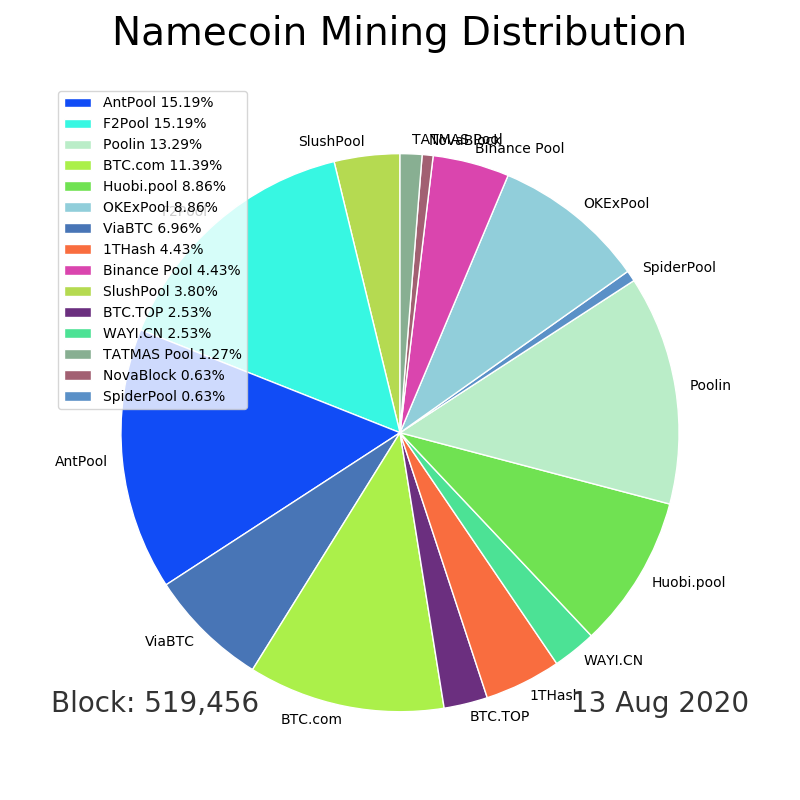 Namecoin Mining Distribution
AntPool 15.19%
F2Pool 15.19%
Poolin 13.29%
BTC.com 11.39%
Huobi.pool 8.86%
OKExPool 8.86%
ViaBTC 6.96%
1THash 4.43%
Binance Pool 4.43%
SlushPool 3.80%
BTC.TOP 2.53%
WAYI.CN 2.53%
TATMAS Pool 1.27%
NovaBlock 0.63%
SpiderPool 0.63%
SlushPool
TATMAS Pool
NovaBlock
Binance Pool
OKExPool
SpiderPool
Poolin
Huobi.pool
WAYI.CN
1THash
BTC.TOP
BTC.com
ViaBTC
AntPool
F2Pool
Block: 519,456
13 Aug 2020